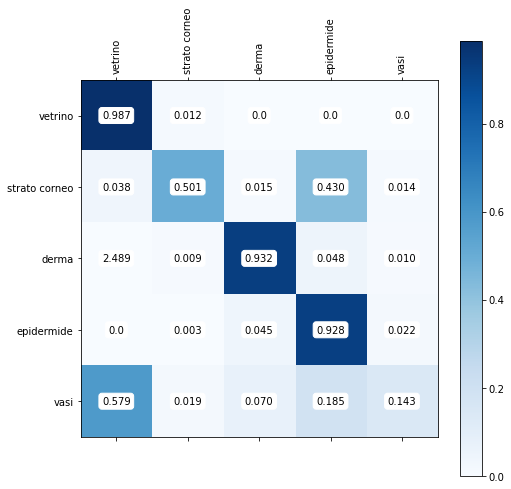 vetrino strato corneo derma epidermide vasi
vetrino 0.987 0.012 0.0 0.0 0.0
strato corneo 0.038 0.501 0.015 0.430 0.014
derma 2.489 0.009 0.932 0.048 0.010
epidermide 0.0 0.003 0.045 0.928 0.022
vasi 0.579 0.019 0.070 0.185 0.143
0.8
0.6
0.4
0.2
0.0